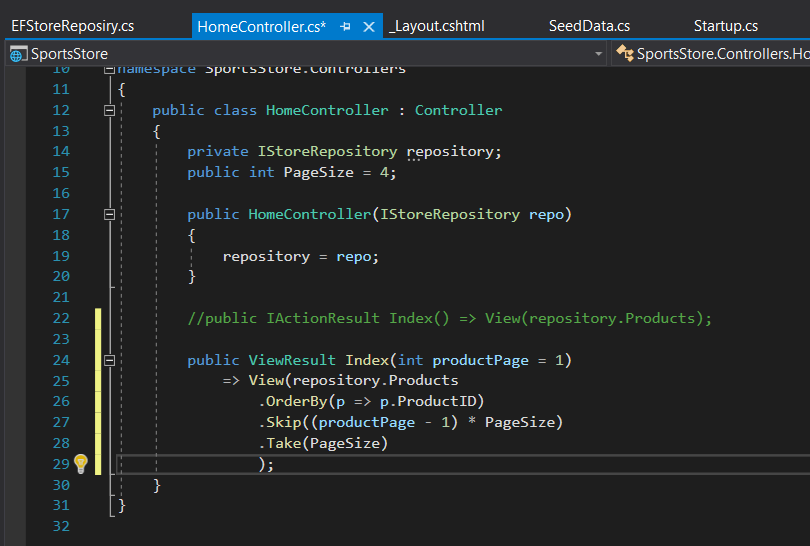 EFStoreReposiry.cs HomeController.cs* _Layout.cshtml SeedData.cs Startup.cs
SportsStore SportsStore.Controllers.Ho
10 namespace SportsStore.Controllers
11 {
12 public class HomeController : Controller
13 {
14 private IStoreRepository repository;
15 public int PageSize = 4;
16
17 public HomeController(IStoreRepository repo)
18 {
19 repository = repo;
20 }
21
22 //public IActionResult Index() => View(repository.Products);
23
24 public ViewResult Index(int productPage = 1)
25 => View(repository.Products
26 .OrderBy(p => p.ProductID)
27 .Skip((productPage - 1) * PageSize)
28 .Take(PageSize)
29 );
30 }
31 }
32